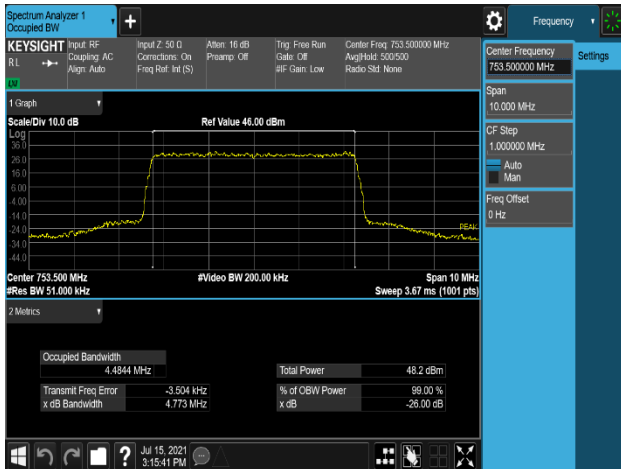 Spectrum Analyzer 1
Occupied BW
+
Frequency
KEYSIGHT
R L
Input: RF
Coupling: AC
Align: Auto
Input Z: 50 Ω
Corrections: On
Freq Ref: Int (S)
Atten: 16 dB
Preamp: Off
Trig: Free Run
Gate: Off
#IF Gain: Low
Center Freq: 753.500000 MHz
Avg|Hold: 500/500
Radio Std: None
Center Frequency
753.500000 MHz
Settings
Span
10.000 MHz
CF Step
1.000000 MHz
Auto
Man
Freq Offset
0 Hz
1 Graph
Scale/Div 10.0 dB
Ref Value 46.00 dBm
Log
36.0
26.0
16.0
6.00
-4.00
-14.0
-24.0
-34.0
-44.0
PEAK
Center 753.500 MHz
#Video BW 200.00 kHz
Span 10 MHz
#Res BW 51.000 kHz
Sweep 3.67 ms (1001 pts)
2 Metrics
Occupied Bandwidth
4.4844 MHz
Total Power
48.2 dBm
Transmit Freq Error
-3.504 kHz
% of OBW Power
99.00 %
x dB Bandwidth
4.773 MHz
x dB
-26.00 dB
?
Jul 15, 2021
3:15:41 PM